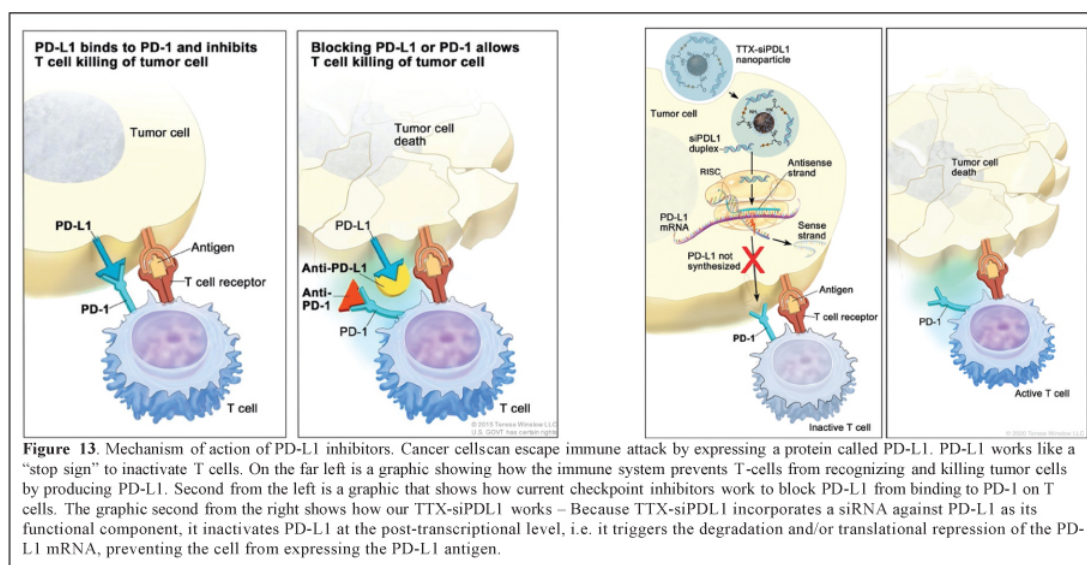 PD-L1 binds to PD-1 and inhibits
T cell killing of tumor cell
Tumor cell
PD-L1
Antigen
T cell receptor
PD-1
T cell
Blocking PD-L1 or PD-1 allows
T cell killing of tumor cell
Tumor cell
death
PD-L1
Anti-PD-L1
Anti-
PD-1
PD-1
T cell
© 2015 Terese Winslow LLC
U.S. GOVT has certain rights
TTX-siPDL1
nanoparticle
Tumor cell
siPDL1
duplex
Antisense
strand
RISC
PD-L1
mRNA
Sense
strand
PD-L1 not
synthesized
Antigen
T cell receptor
PD-1
Inactive T cell
Tumor cell
death
PD-1
Active T cell
© 2020 Terese Winslow LLC
Figure 13. Mechanism of action of PD-L1 inhibitors. Cancer cellscan escape immune attack by expressing a protein called PD-L1. PD-L1 works like a
“stop sign” to inactivate T cells. On the far left is a graphic showing how the immune system prevents T-cells from recognizing and killing tumor cells
by producing PD-L1. Second from the left is a graphic that shows how current checkpoint inhibitors work to block PD-L1 from binding to PD-1 on T
cells. The graphic second from the right shows how our TTX-siPDL1 works – Because TTX-siPDL1 incorporates a siRNA against PD-L1 as its
functional component, it inactivates PD-L1 at the post-transcriptional level, i.e. it triggers the degradation and/or translational repression of the PD-
L1 mRNA, preventing the cell from expressing the PD-L1 antigen.